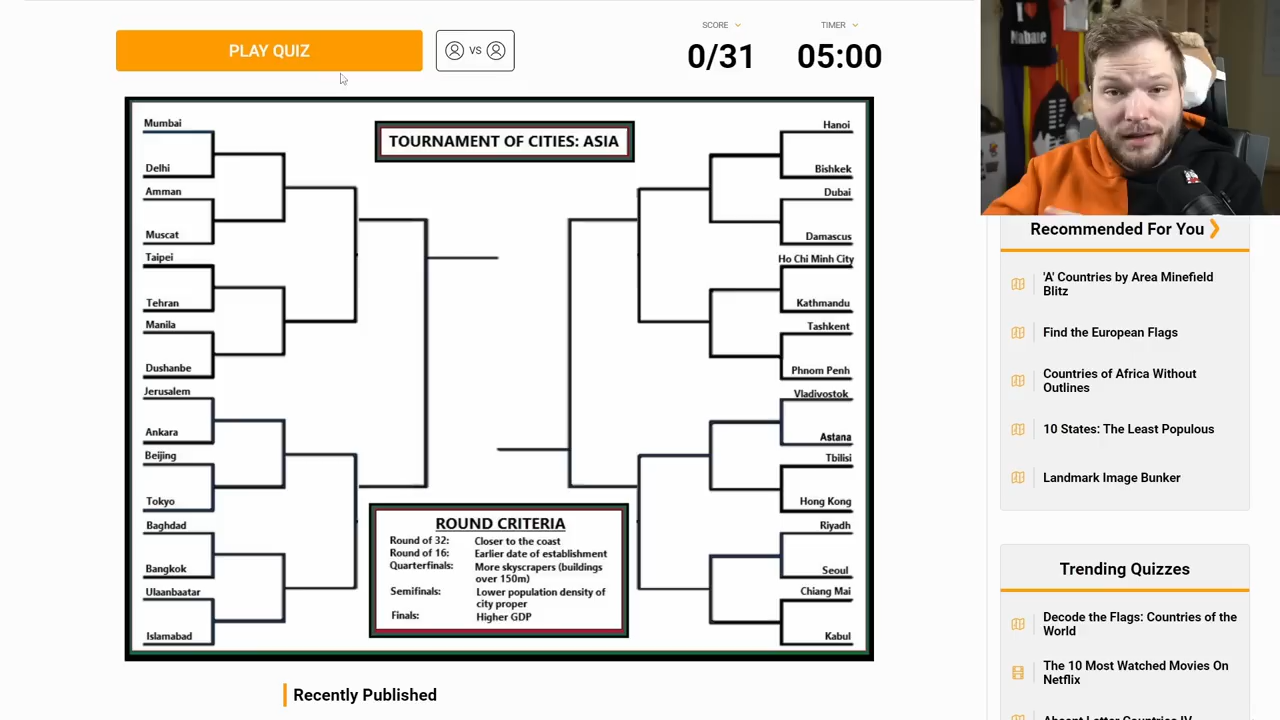 PLAY QUIZ
VS
SCORE
0/31
TIMER
05:00
TOURNAMENT OF CITIES: ASIA
Mumbai
Delhi
Amman
Muscat
Taipei
Tehran
Manila
Dushanbe
Jerusalem
Ankara
Beijing
Tokyo
Baghdad
Bangkok
Ulaanbaatar
Islamabad
Hanoi
Bishkek
Dubai
Damascus
Ho Chi Minh City
Kathmandu
Tashkent
Phnom Penh
Vladivostok
Astana
Tbilisi
Hong Kong
Riyadh
Seoul
Chiang Mai
Kabul
ROUND CRITERIA
Round of 32: Closer to the coast
Round of 16: Earlier date of establishment
Quarterfinals: More skyscrapers (buildings
over 150m)
Semifinals: Lower population density of
city proper
Finals: Higher GDP
Recently Published
Recommended For You
'A' Countries by Area Minefield
Blitz
Find the European Flags
Countries of Africa Without
Outlines
10 States: The Least Populous
Landmark Image Bunker
Trending Quizzes
Decode the Flags: Countries of the
World
The 10 Most Watched Movies On
Netflix